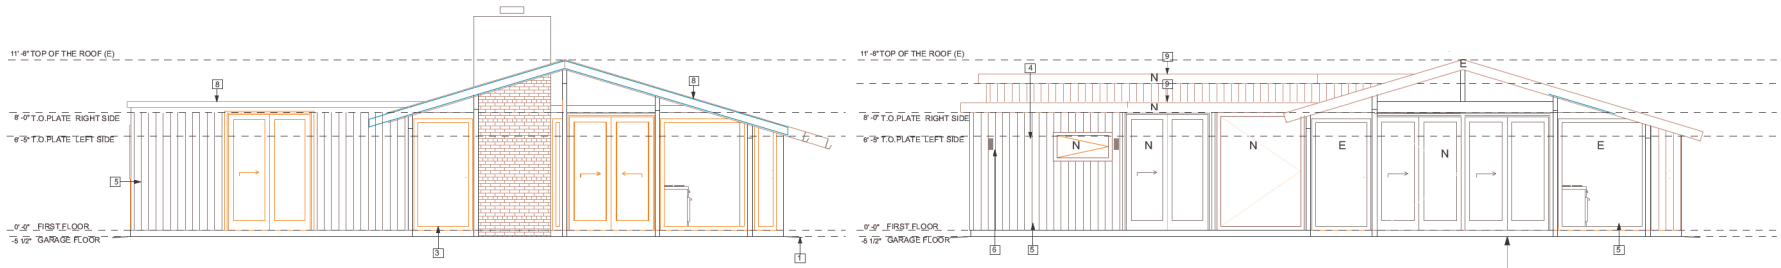 11'-8" TOP OF THE ROOF (E)
8
8
8'-0" T.O.PLATE RIGHT SIDE
6'-5" T.O.PLATE LEFT SIDE
5
0'-0" FIRST FLOOR
-5 1/2" GARAGE FLOOR
3
1
11'-8" TOP OF THE ROOF (E)
9
4
E
N
9
N
8'-0" T.O.PLATE RIGHT SIDE
6'-5" T.O.PLATE LEFT SIDE
N
N
N
E
N
E
0'-0" FIRST FLOOR
-5 1/2" GARAGE FLOOR
6
5
5